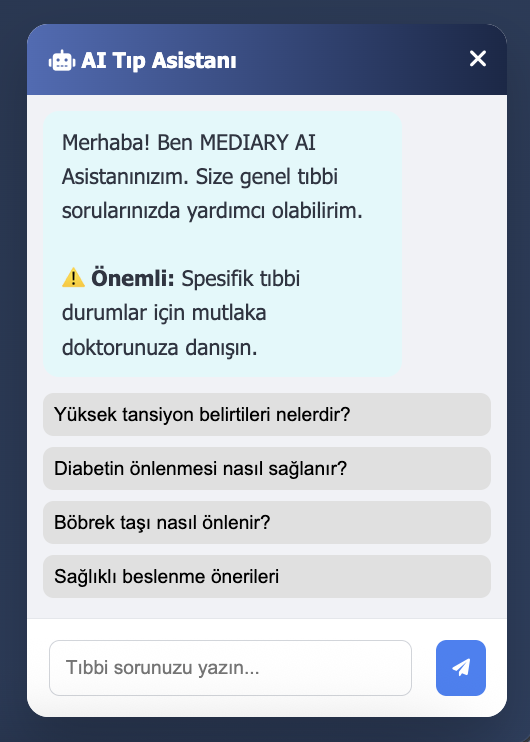 AI Tıp Asistanı
Merhaba! Ben MEDIARY AI
Asistanınızım. Size genel tıbbi
sorularınızda yardımcı olabilirim.
⚠️ Önemli: Spesifik tıbbi
durumlar için mutlaka
doktorunuza danışın.
Yüksek tansiyon belirtileri nelerdir?
Diabetin önlenmesi nasıl sağlanır?
Böbrek taşı nasıl önlenir?
Sağlıklı beslenme önerileri
Tıbbi sorunuzu yazın...